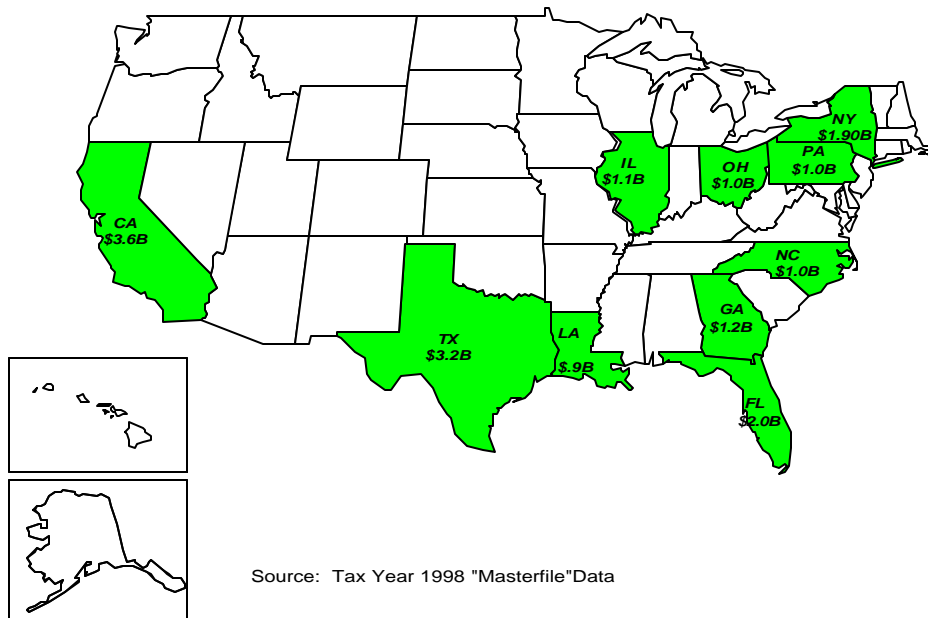 NY
$1.90B
PA
$1.0B
OH
$1.0B
IL
$1.1B
CA
$3.6B
NC
$1.0B
GA
$1.2B
TX
$3.2B
LA
$.9B
FL
$2.0B
Source: Tax Year 1998 "Masterfile"Data